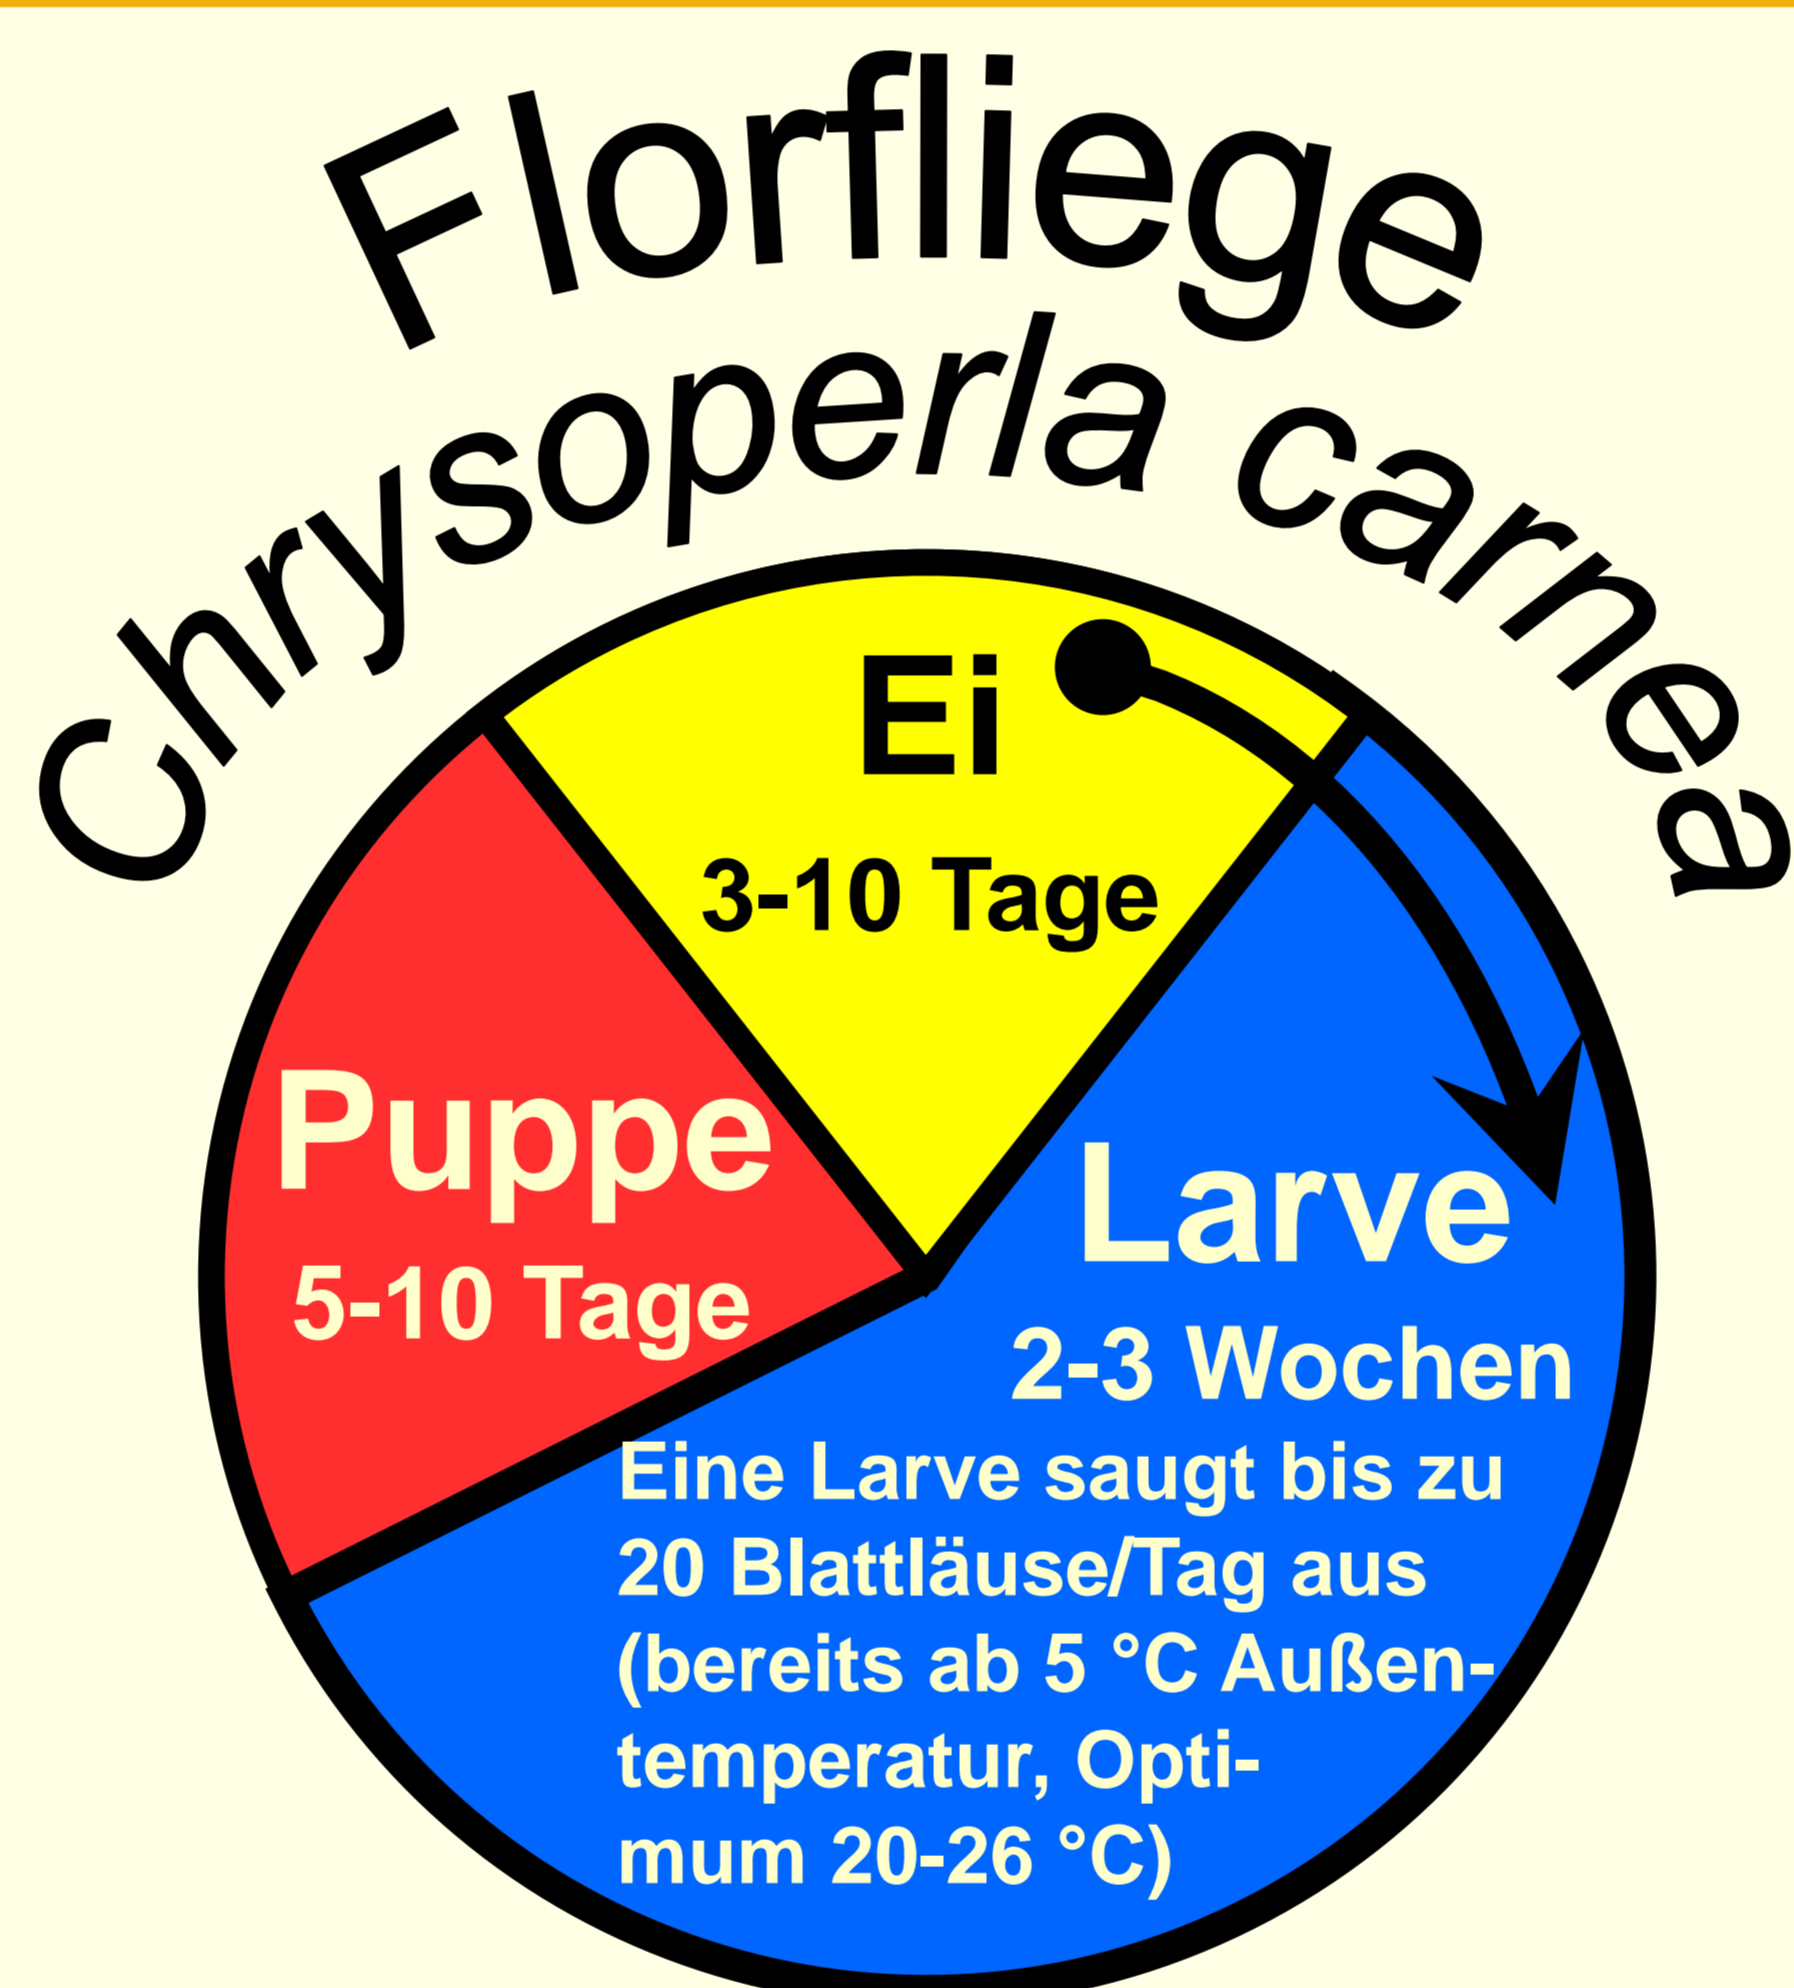 Florfliege
Chrysoperla carnea
Ei
3-10 Tage
Puppe
5-10 Tage
Larve
2-3 Wochen
Eine Larve saugt bis zu
20 Blattläuse/Tag aus
(bereits ab 5 °C Außen-
temperatur, Opti-
mum 20-26 °C)